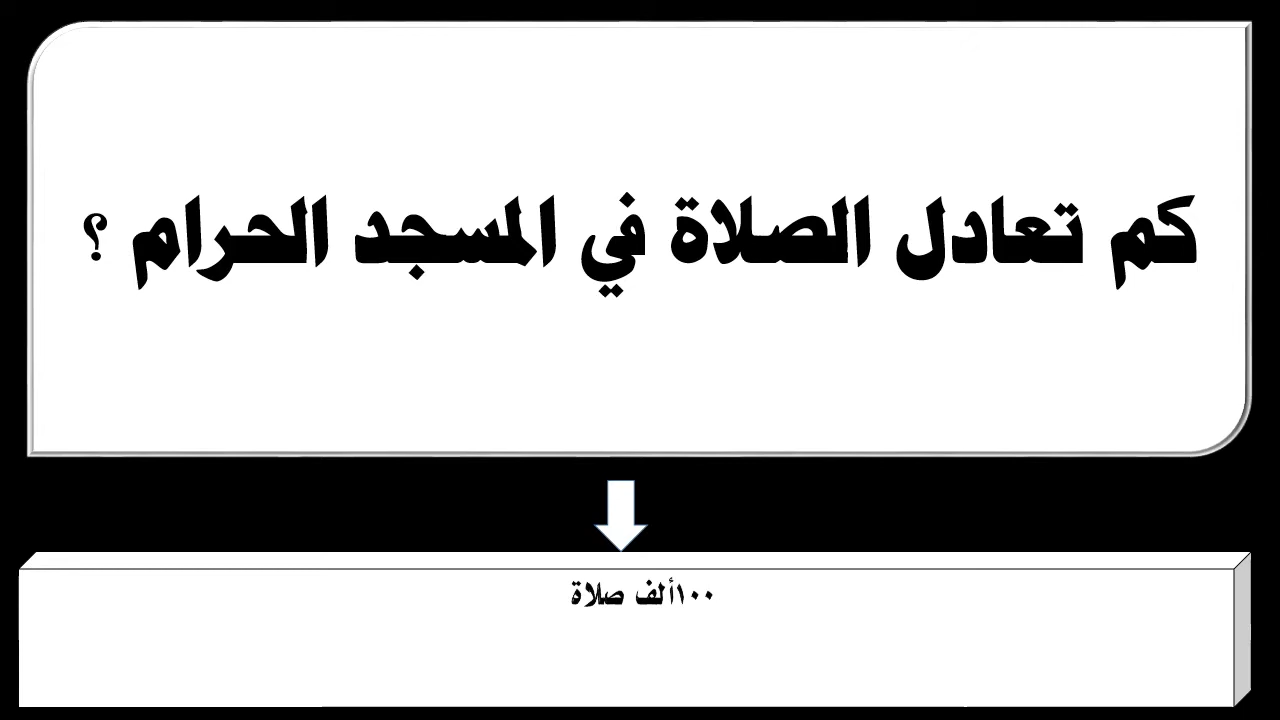 كم تعادل الصلاة في المسجد الحرام ؟
١٠٠ألف صلاة